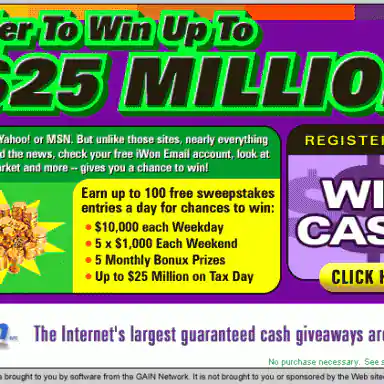 er To Win Up To
$25 MILLIO
Yahoo! or MSN. But unlike those sites, nearly everything
d the news, check your free iWon Email account, look at
arket and more -- gives you a chance to win!
REGISTER
Earn up to 100 free sweepstakes
entries a day for chances to win:
• $10,000 each Weekday
• 5 x $1,000 Each Weekend
• 5 Monthly Bonus Prizes
• Up to $25 Million on Tax Day
WI
CAS
CLICK H
n
The Internet's largest guaranteed cash giveaways are
No purchase necessary. See s
s brought to you by software from the GAIN Network. It is not brought to you or sponsored by the Web site